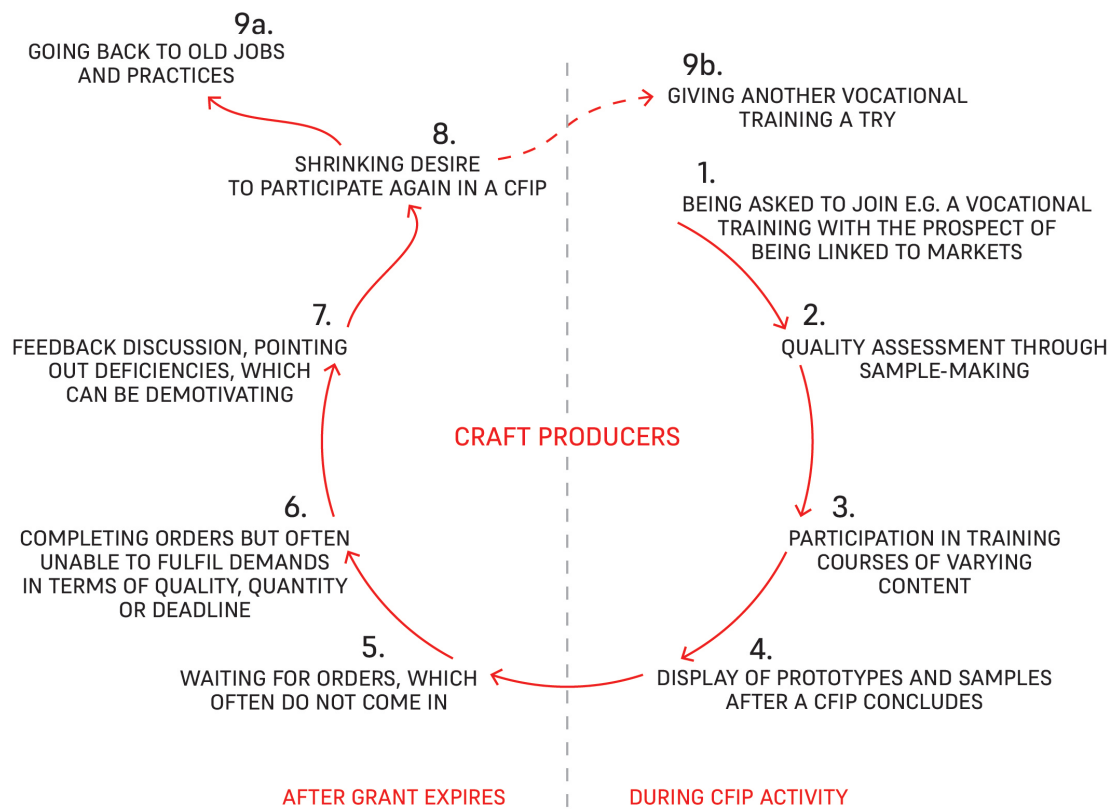 9a.
GOING BACK TO OLD JOBS
AND PRACTICES
9b.
GIVING ANOTHER VOCATIONAL
TRAINING A TRY
8.
SHRINKING DESIRE
TO PARTICIPATE AGAIN IN A CFIP
1.
BEING ASKED TO JOIN E.G. A VOCATIONAL
TRAINING WITH THE PROSPECT OF
BEING LINKED TO MARKETS
2.
QUALITY ASSESSMENT THROUGH
SAMPLE-MAKING
7.
FEEDBACK DISCUSSION, POINTING
OUT DEFICIENCIES, WHICH
CAN BE DEMOTIVATING
CRAFT PRODUCERS
3.
PARTICIPATION IN TRAINING
COURSES OF VARYING
CONTENT
6.
COMPLETING ORDERS BUT OFTEN
UNABLE TO FULFIL DEMANDS
IN TERMS OF QUALITY, QUANTITY
OR DEADLINE
4.
DISPLAY OF PROTOTYPES AND SAMPLES
AFTER A CFIP CONCLUDES
5.
WAITING FOR ORDERS, WHICH
OFTEN DO NOT COME IN
AFTER GRANT EXPIRES
DURING CFIP ACTIVITY